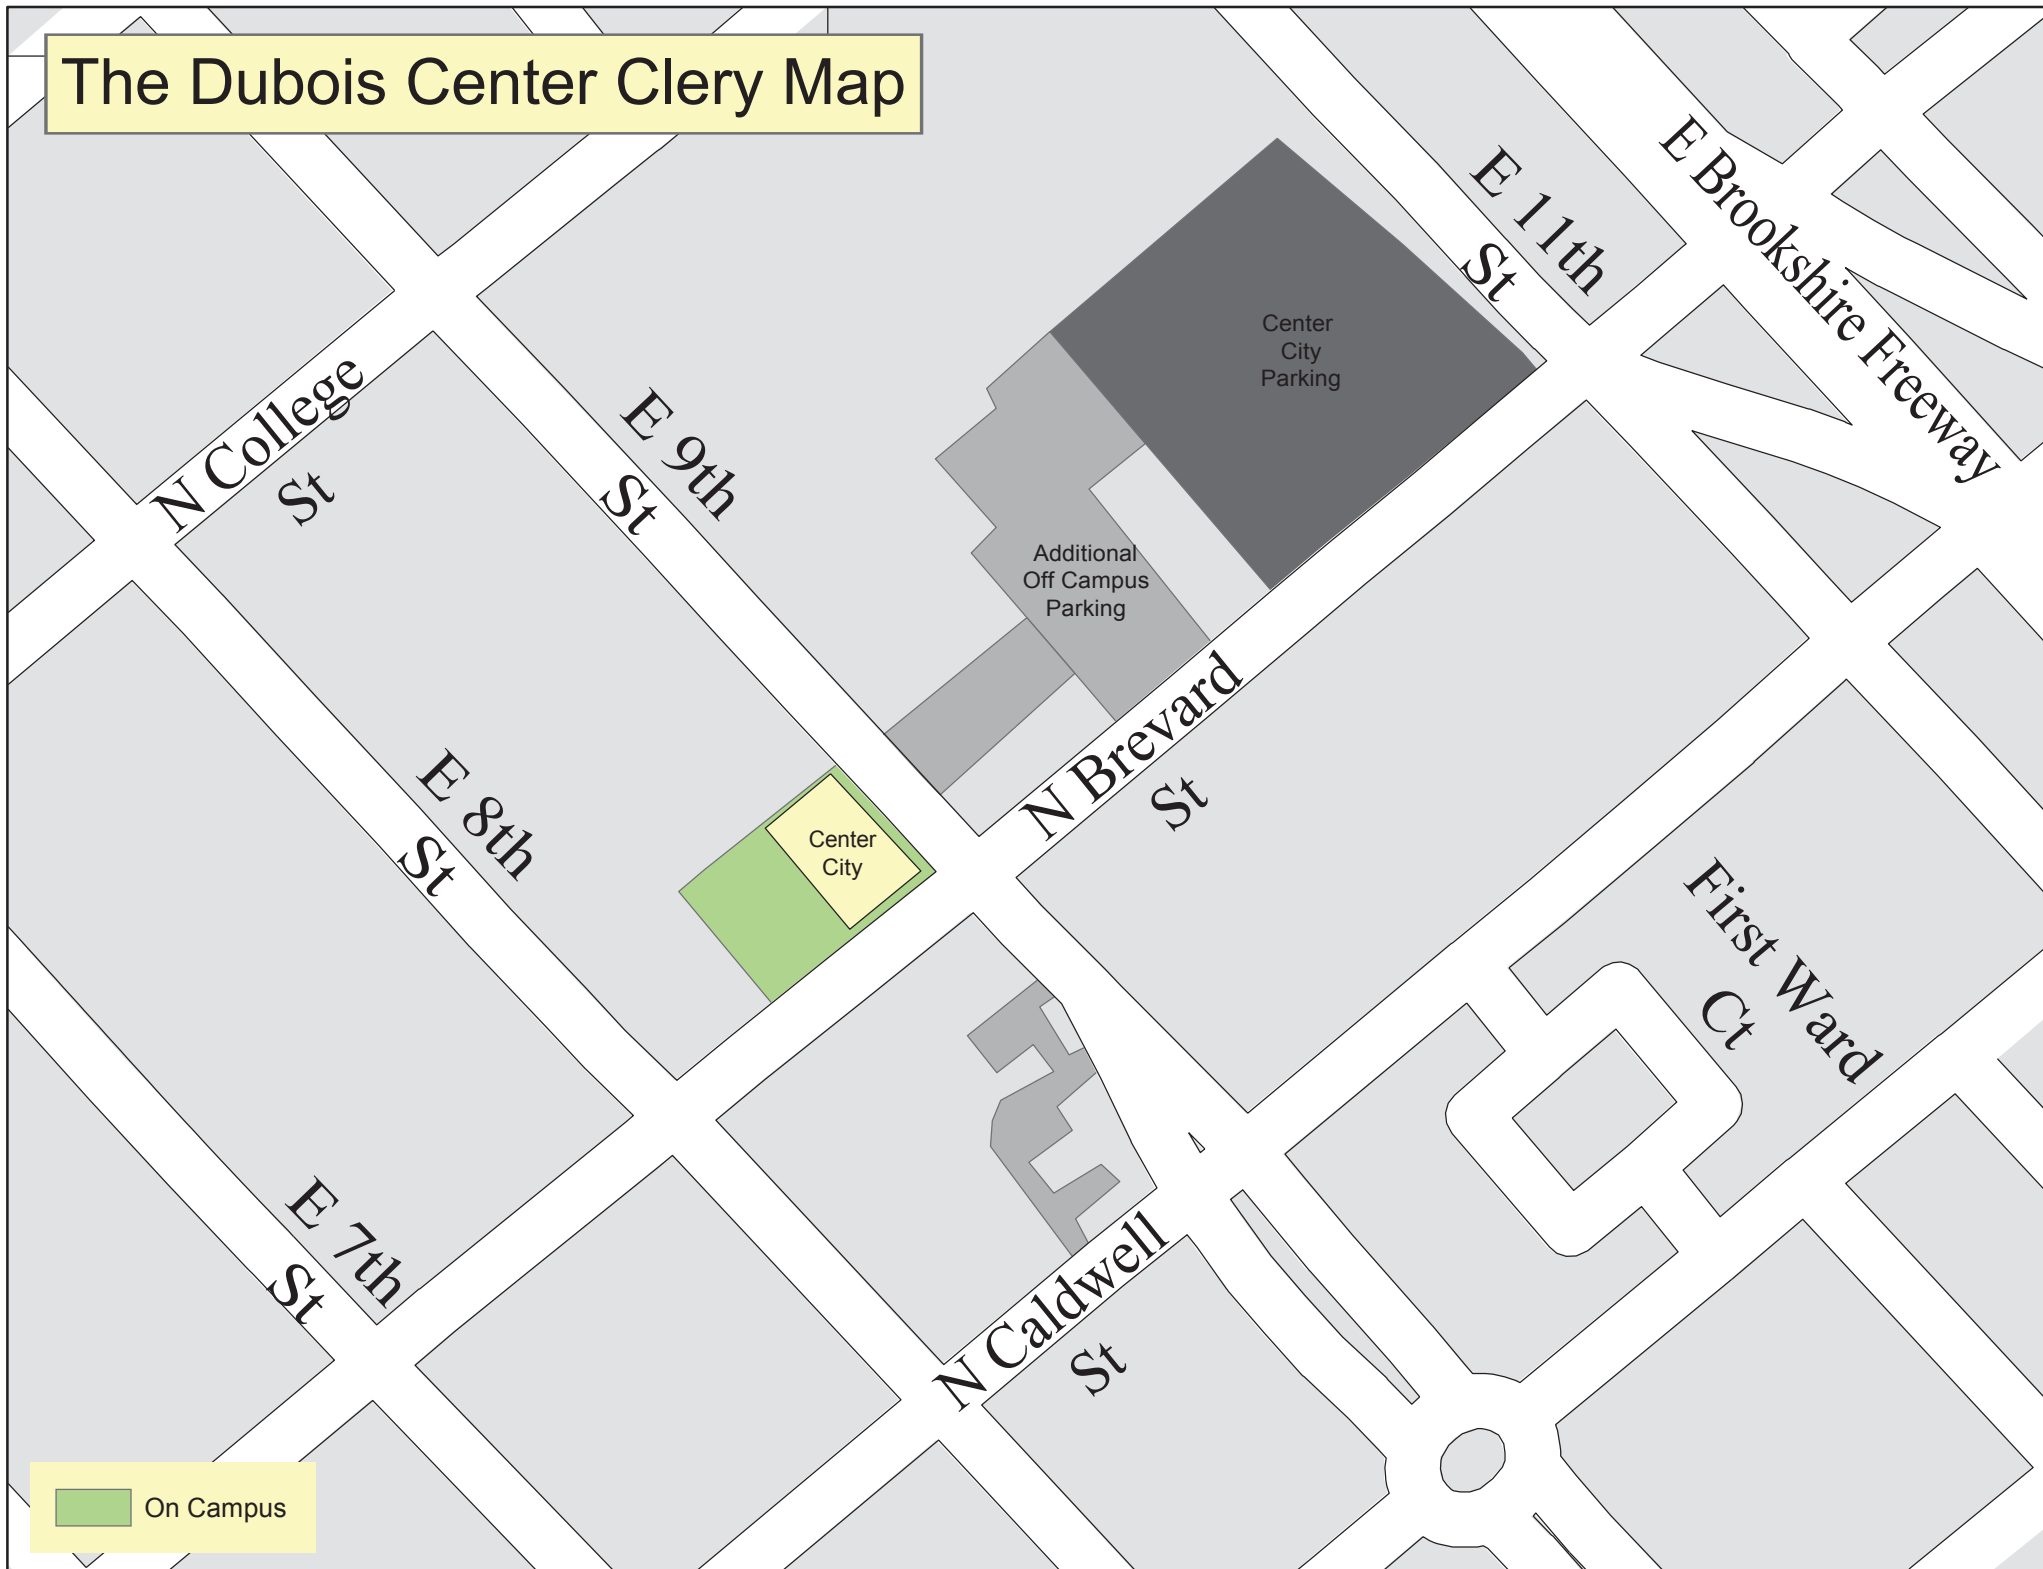 The Dubois Center Clery Map
E Brookshire Freeway
E 11th
St
Center
City
Parking
N College
St
E 9th
St
Additional
Off Campus
Parking
N Brevard
St
E 8th
St
Center
City
First Ward
Ct
E 7th
St
N Caldwell
St
On Campus